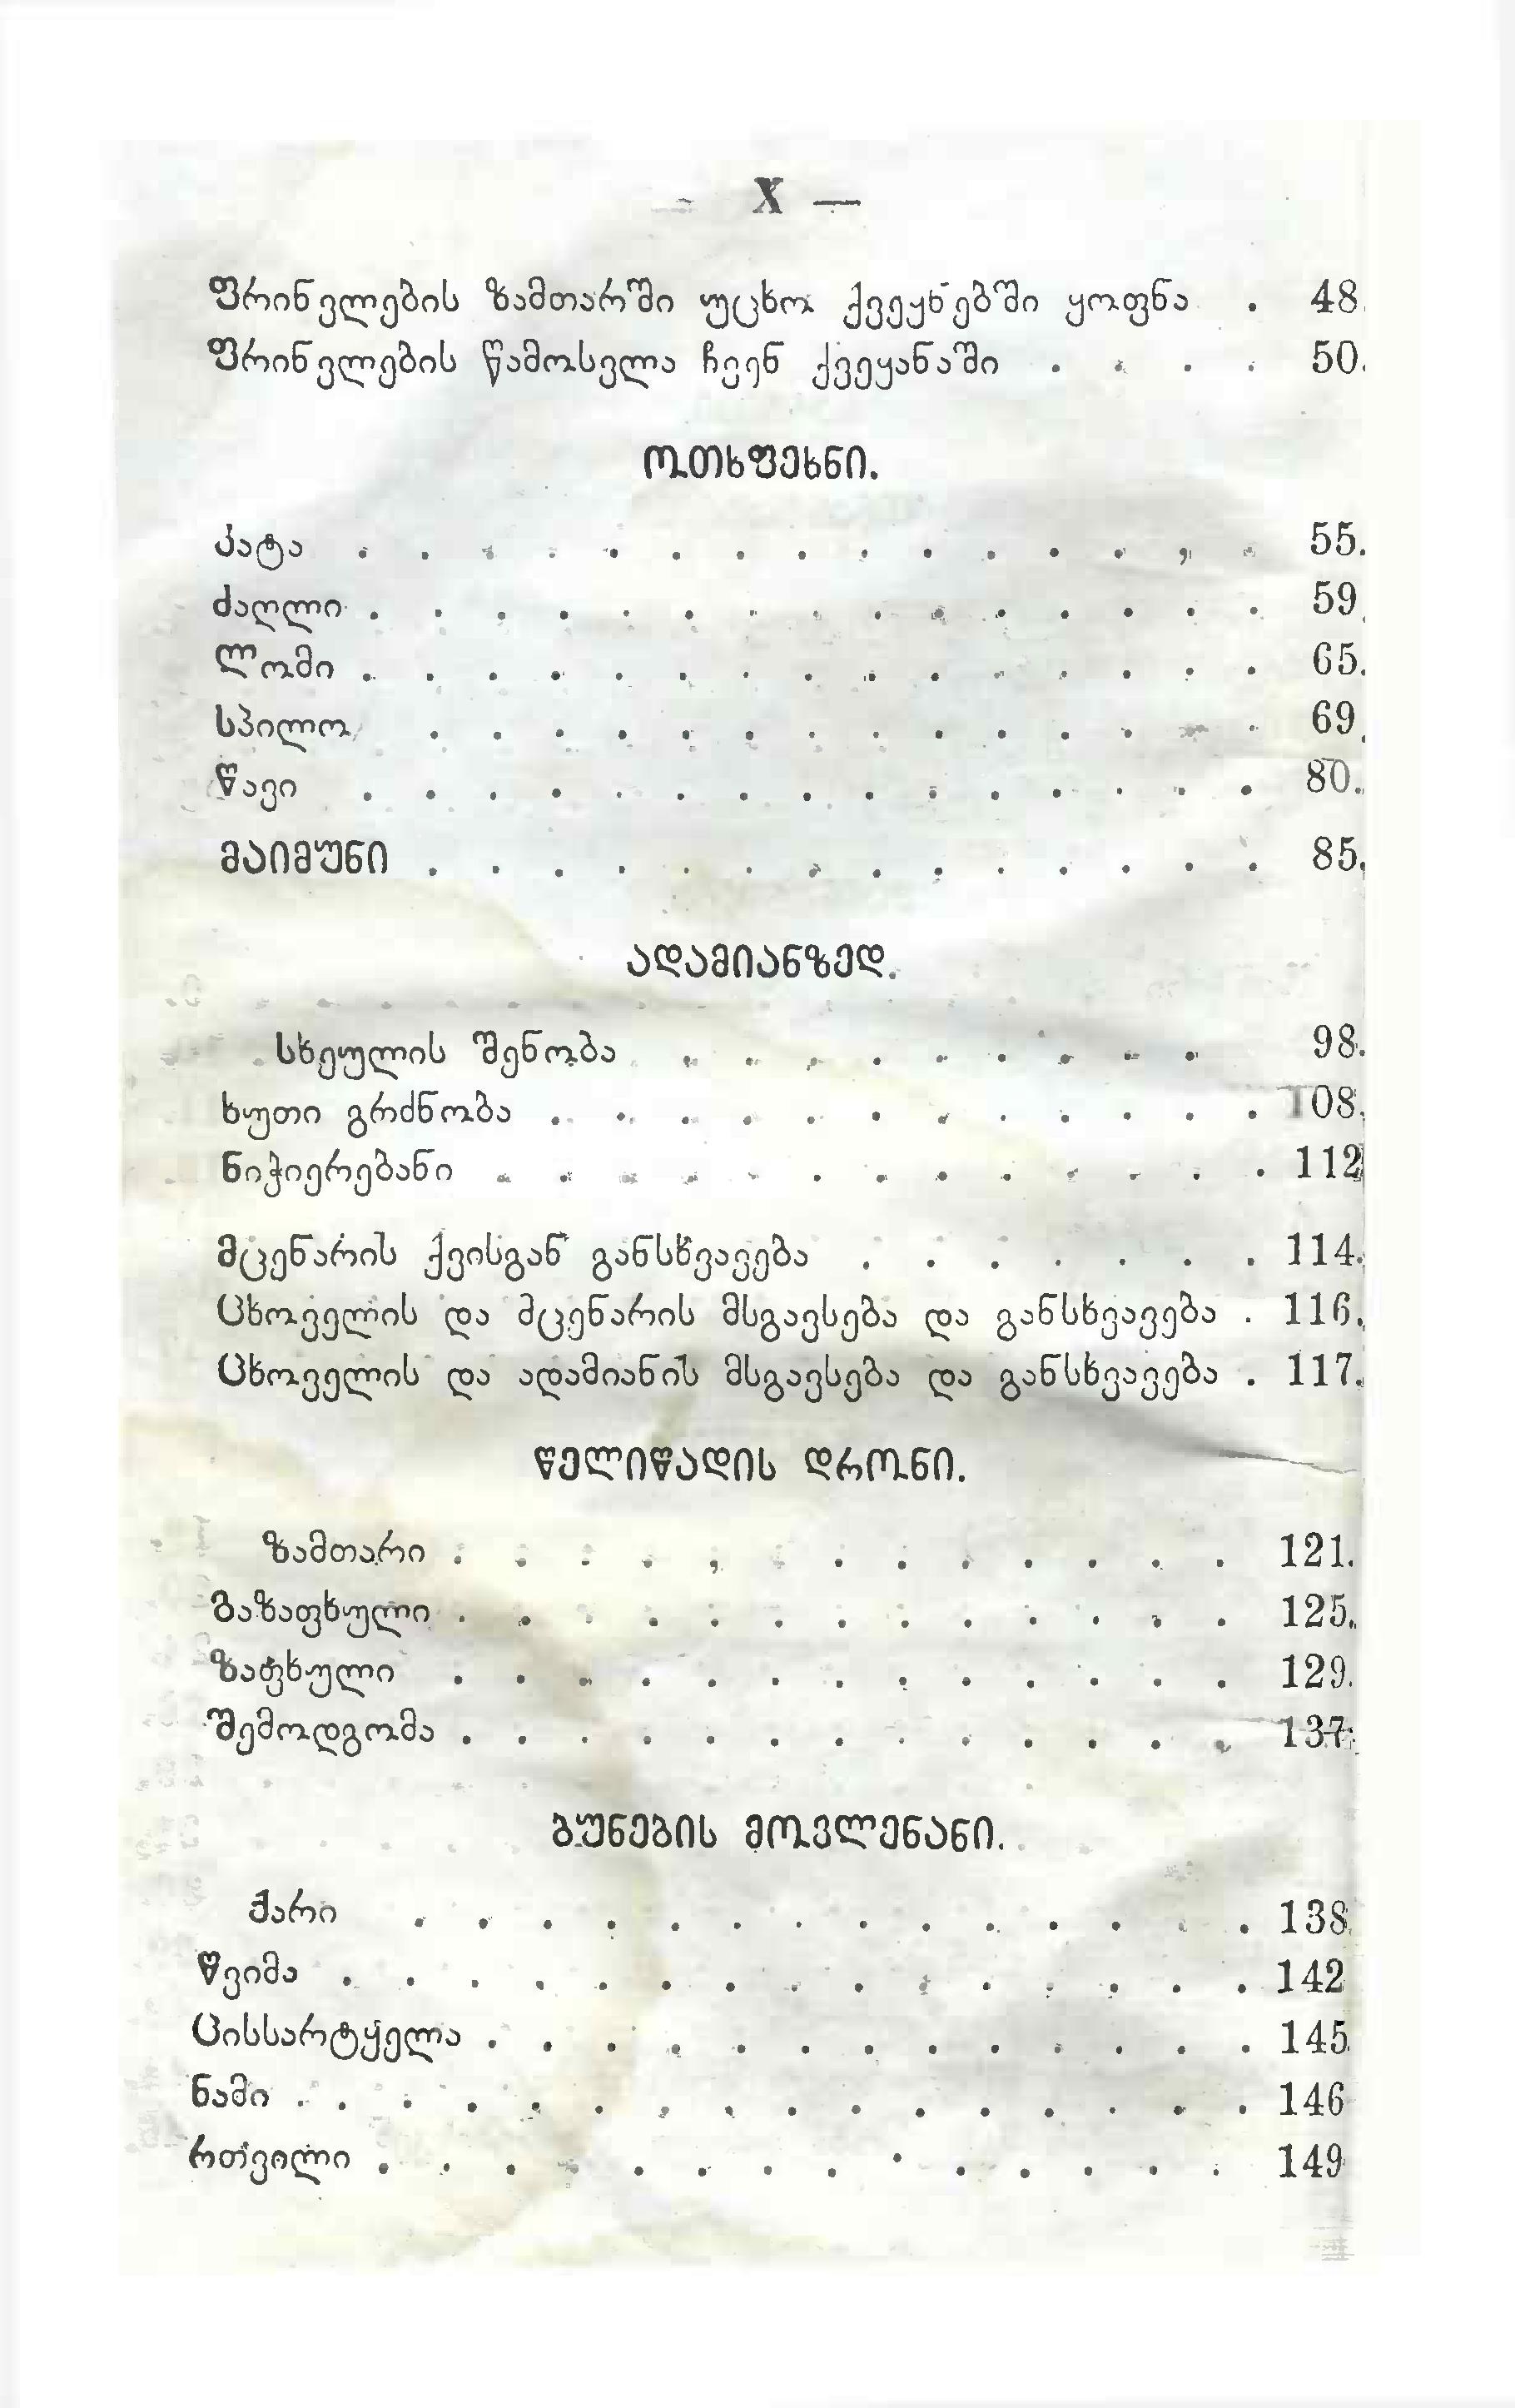 — X —
ფრინველების ზამთარში უცხო ქვეყნებში ყოფნა . 48.
ფრინველების წამოსვლა ჩვენ ქვეყანაში . . . . 50.
ოთხფეხნი.
კატა . . . . . . . . . . . . . . . 55.
ძაღლი . . . . . . . . . . . . . . . 59.
ლომი . . . . . . . . . . . . . . . 65.
სპილო . . . . . . . . . . . . . . 69.
წავი . . . . . . . . . . . . . . . 80.
მაიმუნი . . . . . . . . . . . . . . 85.
ადამიანზედ.
სხეულის შენობა . . . . . . . . . 98.
ხუთი გრძნობა . . . . . . . . . . . . 108.
ნიჭიერებანი . . . . . . . . . . . . . 112
მცენარის ქვისგან განსხვავება . . . . . . . 114.
ცხოველის და მცენარის მსგავსება და განსხვავება . 116.
ცხოველის და ადამიანის მსგავსება და განსხვავება . 117.
წელიწადის დრონი.
ზამთარი . . . . . . . . . . . . . 121.
გაზაფხული . . . . . . . . . . . . . 125.
ზაფხული . . . . . . . . . . . . . 129.
შემოდგომა . . . . . . . . . . . . . 137.
ბუნების მოვლენანი.
ქარი . . . . . . . . . . . . . . 138.
წვიმა . . . . . . . . . . . . . . . 142
ცისსარტყელა . . . . . . . . . . . . . 145.
ნამი . . . . . . . . . . . . . . . . 146
რთვილი . . . . . . . . . . . . . . 149